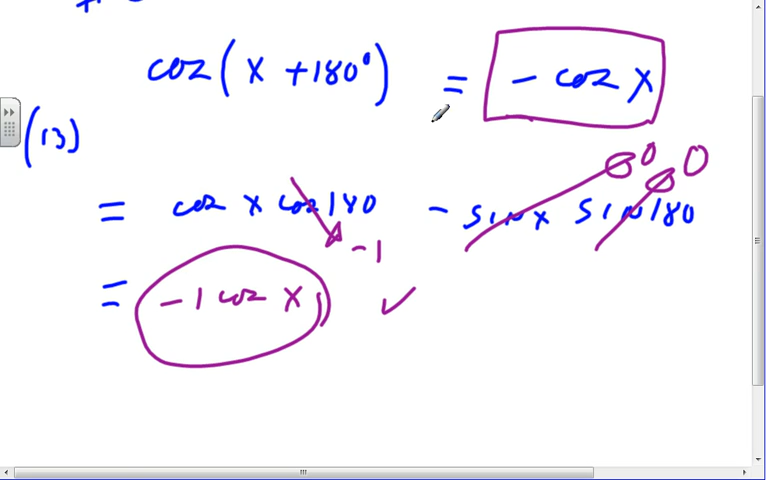 cos(x + 180°) = - cos x
(13)
= cos x cos 180 - sin x sin 180
0 0
-1
= -1 cos x ✓